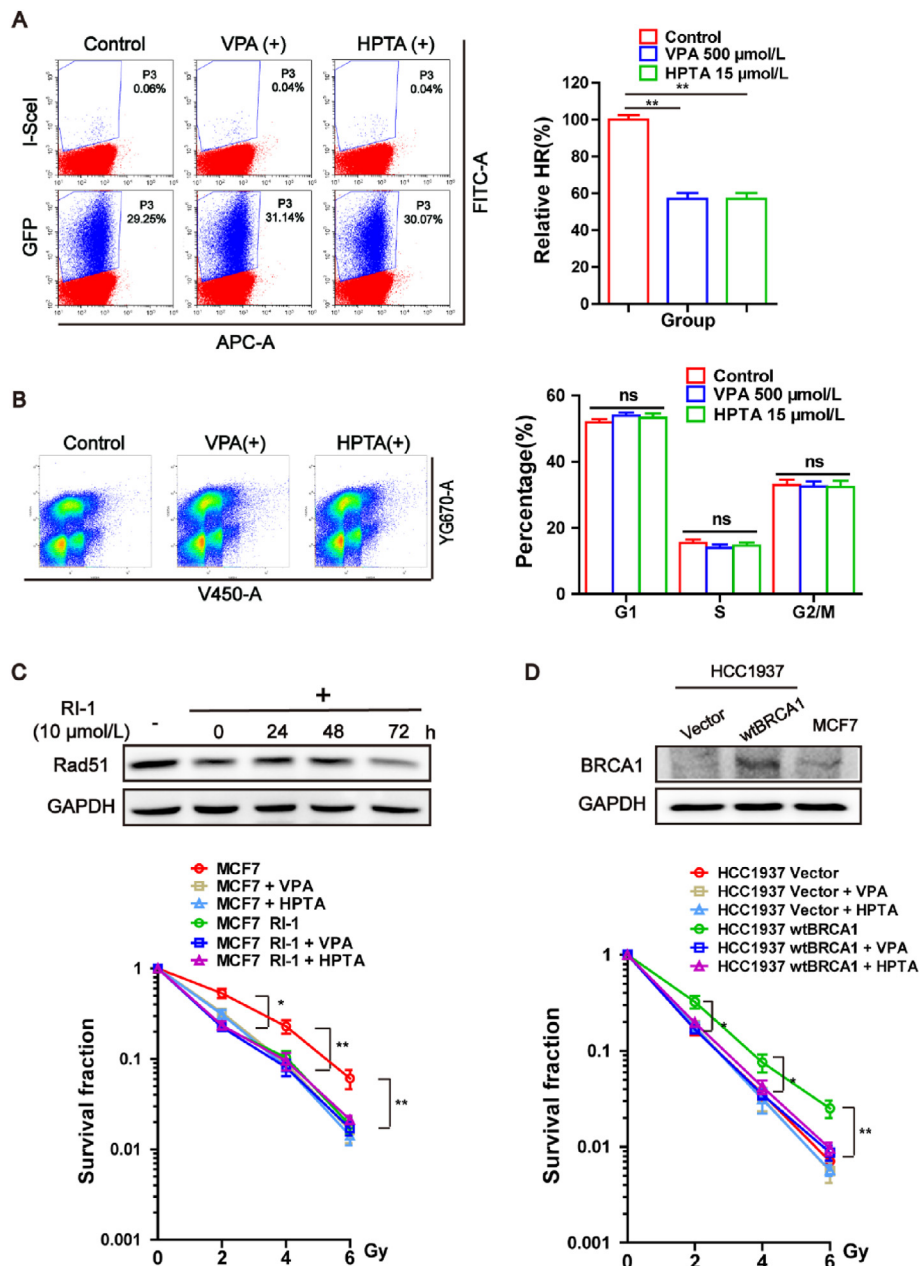 A
Control VPA (+) HPTA (+)
I-SceI
P3
0.06%
P3
0.04%
P3
0.04%
GFP
P3
29.25%
P3
31.14%
P3
30.07%
FITC-A
APC-A
Control
VPA 500 µmol/L
HPTA 15 µmol/L
Relative HR(%)
120
100
80
60
40
20
0
**
**
Group
B
Control VPA(+) HPTA(+)
YG670-A
V450-A
Control
VPA 500 µmol/L
HPTA 15 µmol/L
Percentage(%)
60
40
20
0
ns
ns
ns
G1 S G2/M
C
RI-1
(10 µmol/L)
+
- 0 24 48 72 h
Rad51
GAPDH
MCF7
MCF7 + VPA
MCF7 + HPTA
MCF7 RI-1
MCF7 RI-1 + VPA
MCF7 RI-1 + HPTA
Survival fraction
1
0.1
0.01
0.001
*
**
**
0 2 4 6 Gy
D
HCC1937
Vector wtBRCA1 MCF7
BRCA1
GAPDH
HCC1937 Vector
HCC1937 Vector + VPA
HCC1937 Vector + HPTA
HCC1937 wtBRCA1
HCC1937 wtBRCA1 + VPA
HCC1937 wtBRCA1 + HPTA
Survival fraction
1
0.1
0.01
0.001
*
*
**
0 2 4 6 Gy